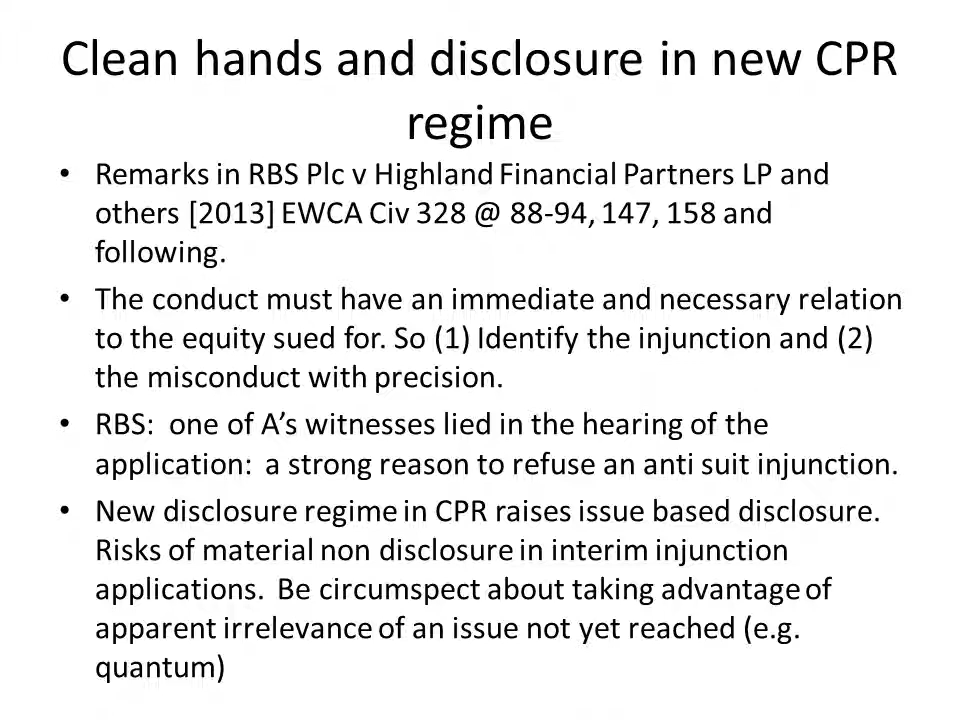 Clean hands and disclosure in new CPR
regime
• Remarks in RBS Plc v Highland Financial Partners LP and
others [2013] EWCA Civ 328 @ 88-94, 147, 158 and
following.
• The conduct must have an immediate and necessary relation
to the equity sued for. So (1) Identify the injunction and (2)
the misconduct with precision.
• RBS:  one of A’s witnesses lied in the hearing of the
application:  a strong reason to refuse an anti suit injunction.
• New disclosure regime in CPR raises issue based disclosure.
Risks of material non disclosure in interim injunction
applications.  Be circumspect about taking advantage of
apparent irrelevance of an issue not yet reached (e.g.
quantum)